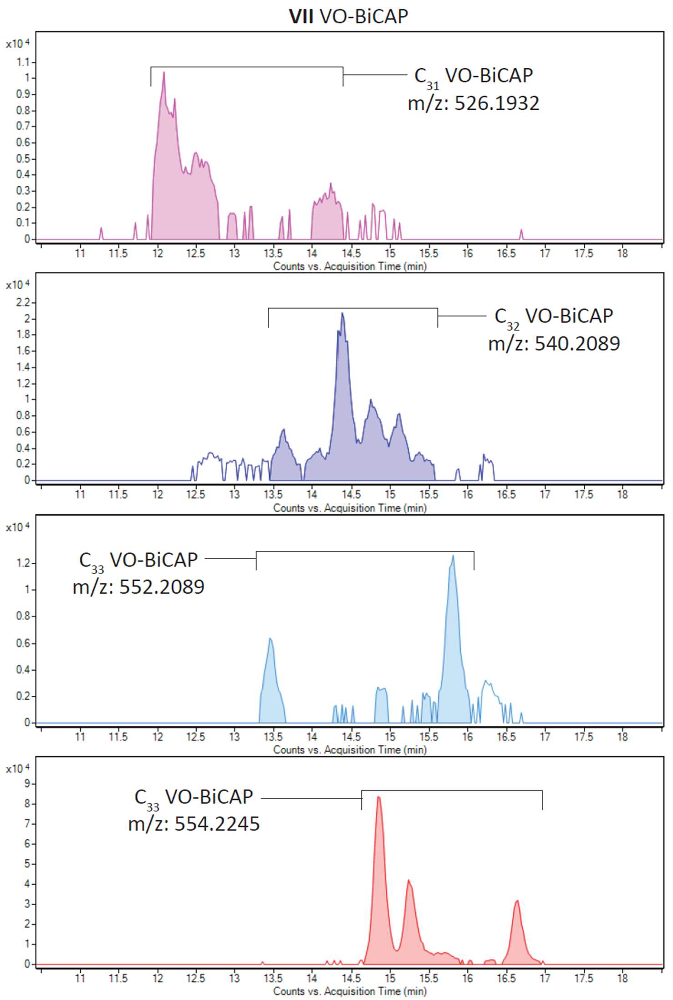 VII VO-BiCAP
x10 4
1.1
1
0.9
0.8
0.7
0.6
0.5
0.4
0.3
0.2
0.1
0
C31 VO-BiCAP
m/z: 526.1932
11 11.5 12 12.5 13 13.5 14 14.5 15 15.5 16 16.5 17 17.5 18
Counts vs. Acquisition Time (min)
x10 4
2.2
2
1.8
1.6
1.4
1.2
1
0.8
0.6
0.4
0.2
0
C32 VO-BiCAP
m/z: 540.2089
11 11.5 12 12.5 13 13.5 14 14.5 15 15.5 16 16.5 17 17.5 18
Counts vs. Acquisition Time (min)
x10 4
1.2
1
0.8
0.6
0.4
0.2
0
C33 VO-BiCAP
m/z: 552.2089
11 11.5 12 12.5 13 13.5 14 14.5 15 15.5 16 16.5 17 17.5 18
Counts vs. Acquisition Time (min)
x10 4
9
8
7
6
5
4
3
2
1
0
C33 VO-BiCAP
m/z: 554.2245
11 11.5 12 12.5 13 13.5 14 14.5 15 15.5 16 16.5 17 17.5 18
Counts vs. Acquisition Time (min)